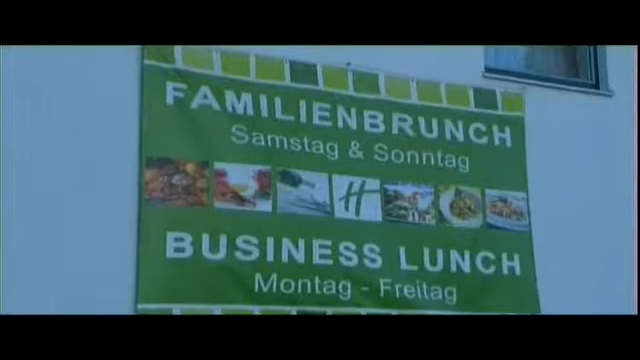 FAMILIENBRUNCH
Samstag & Sonntag
H
BUSINESS LUNCH
Montag - Freitag